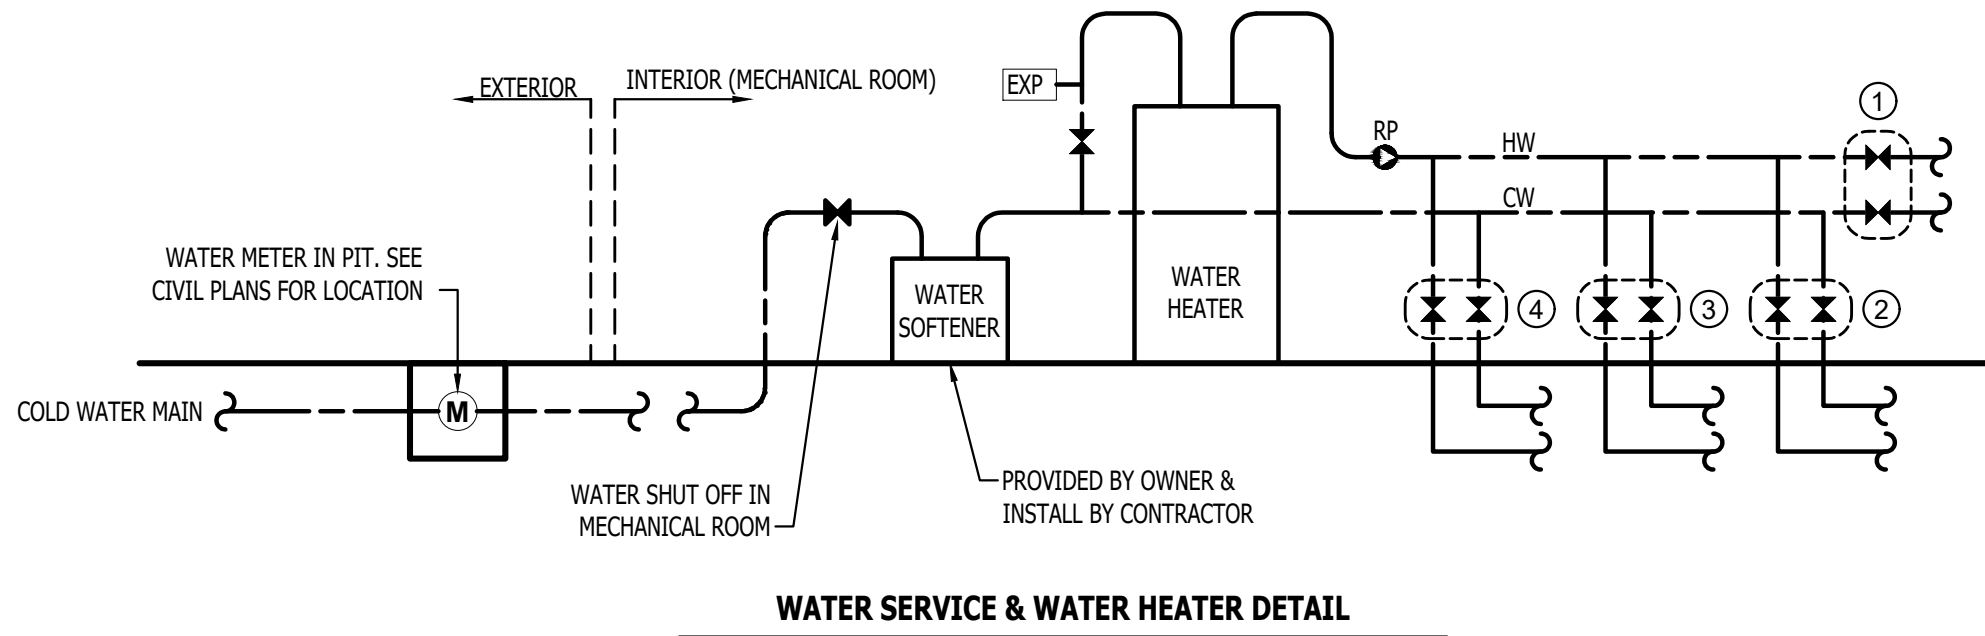 EXTERIOR
INTERIOR (MECHANICAL ROOM)
EXP
1
RP
HW
CW
WATER METER IN PIT. SEE
CIVIL PLANS FOR LOCATION
WATER
SOFTENER
WATER
HEATER
4
3
2
COLD WATER MAIN
M
WATER SHUT OFF IN
MECHANICAL ROOM
PROVIDED BY OWNER &
INSTALL BY CONTRACTOR
WATER SERVICE & WATER HEATER DETAIL